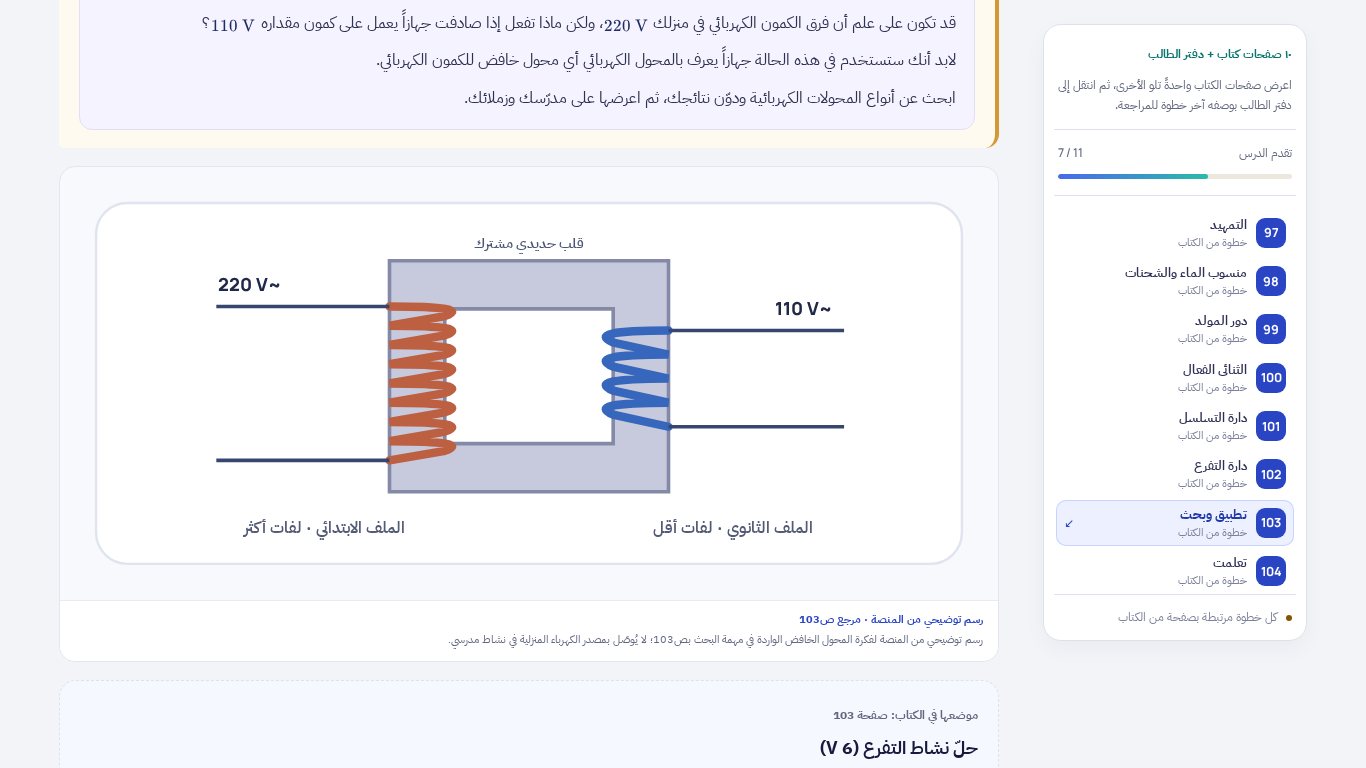 قد تكون على علم أن فرق الكمون الكهربائي في منزلك 220 V، ولكن ماذا تفعل إذا صادفت جهازاً يعمل على كمون مقداره 110 V؟
لابد أنك ستستخدم في هذه الحالة جهازاً يعرف بالمحول الكهربائي أي محول خافض للكمون الكهربائي.
ابحث عن أنواع المحولات الكهربائية ودوّن نتائجك، ثم اعرضها على مدرّسك وزملائك.
قلب حديدي مشترك
220 V~
110 V~
الملف الثانوي · لفات أقل
الملف الابتدائي · لفات أكثر
رسم توضيحي من المنصة · مرجع ص103
رسم توضيحي من المنصة لفكرة المحول الخافض الواردة في مهمة البحث بص103؛ لا يُوصَل بمصدر الكهرباء المنزلية في نشاط مدرسي.
موضعها في الكتاب: صفحة 103
حلّ نشاط التفرع (6 V)
١٠ صفحات كتاب + دفتر الطالب
اعرض صفحات الكتاب واحدةً تلو الأخرى، ثم انتقل إلى
دفتر الطالب بوصفه آخر خطوة للمراجعة.
تقدم الدرس
7 / 11
97
التمهيد
خطوة من الكتاب
98
منسوب الماء والشحنات
خطوة من الكتاب
99
دور المولد
خطوة من الكتاب
100
الثنائي الفعال
خطوة من الكتاب
101
دارة التسلسل
خطوة من الكتاب
102
دارة التفرع
خطوة من الكتاب
103
تطبيق وبحث
خطوة من الكتاب
↙
104
تعلمت
خطوة من الكتاب
كل خطوة مرتبطة بصفحة من الكتاب